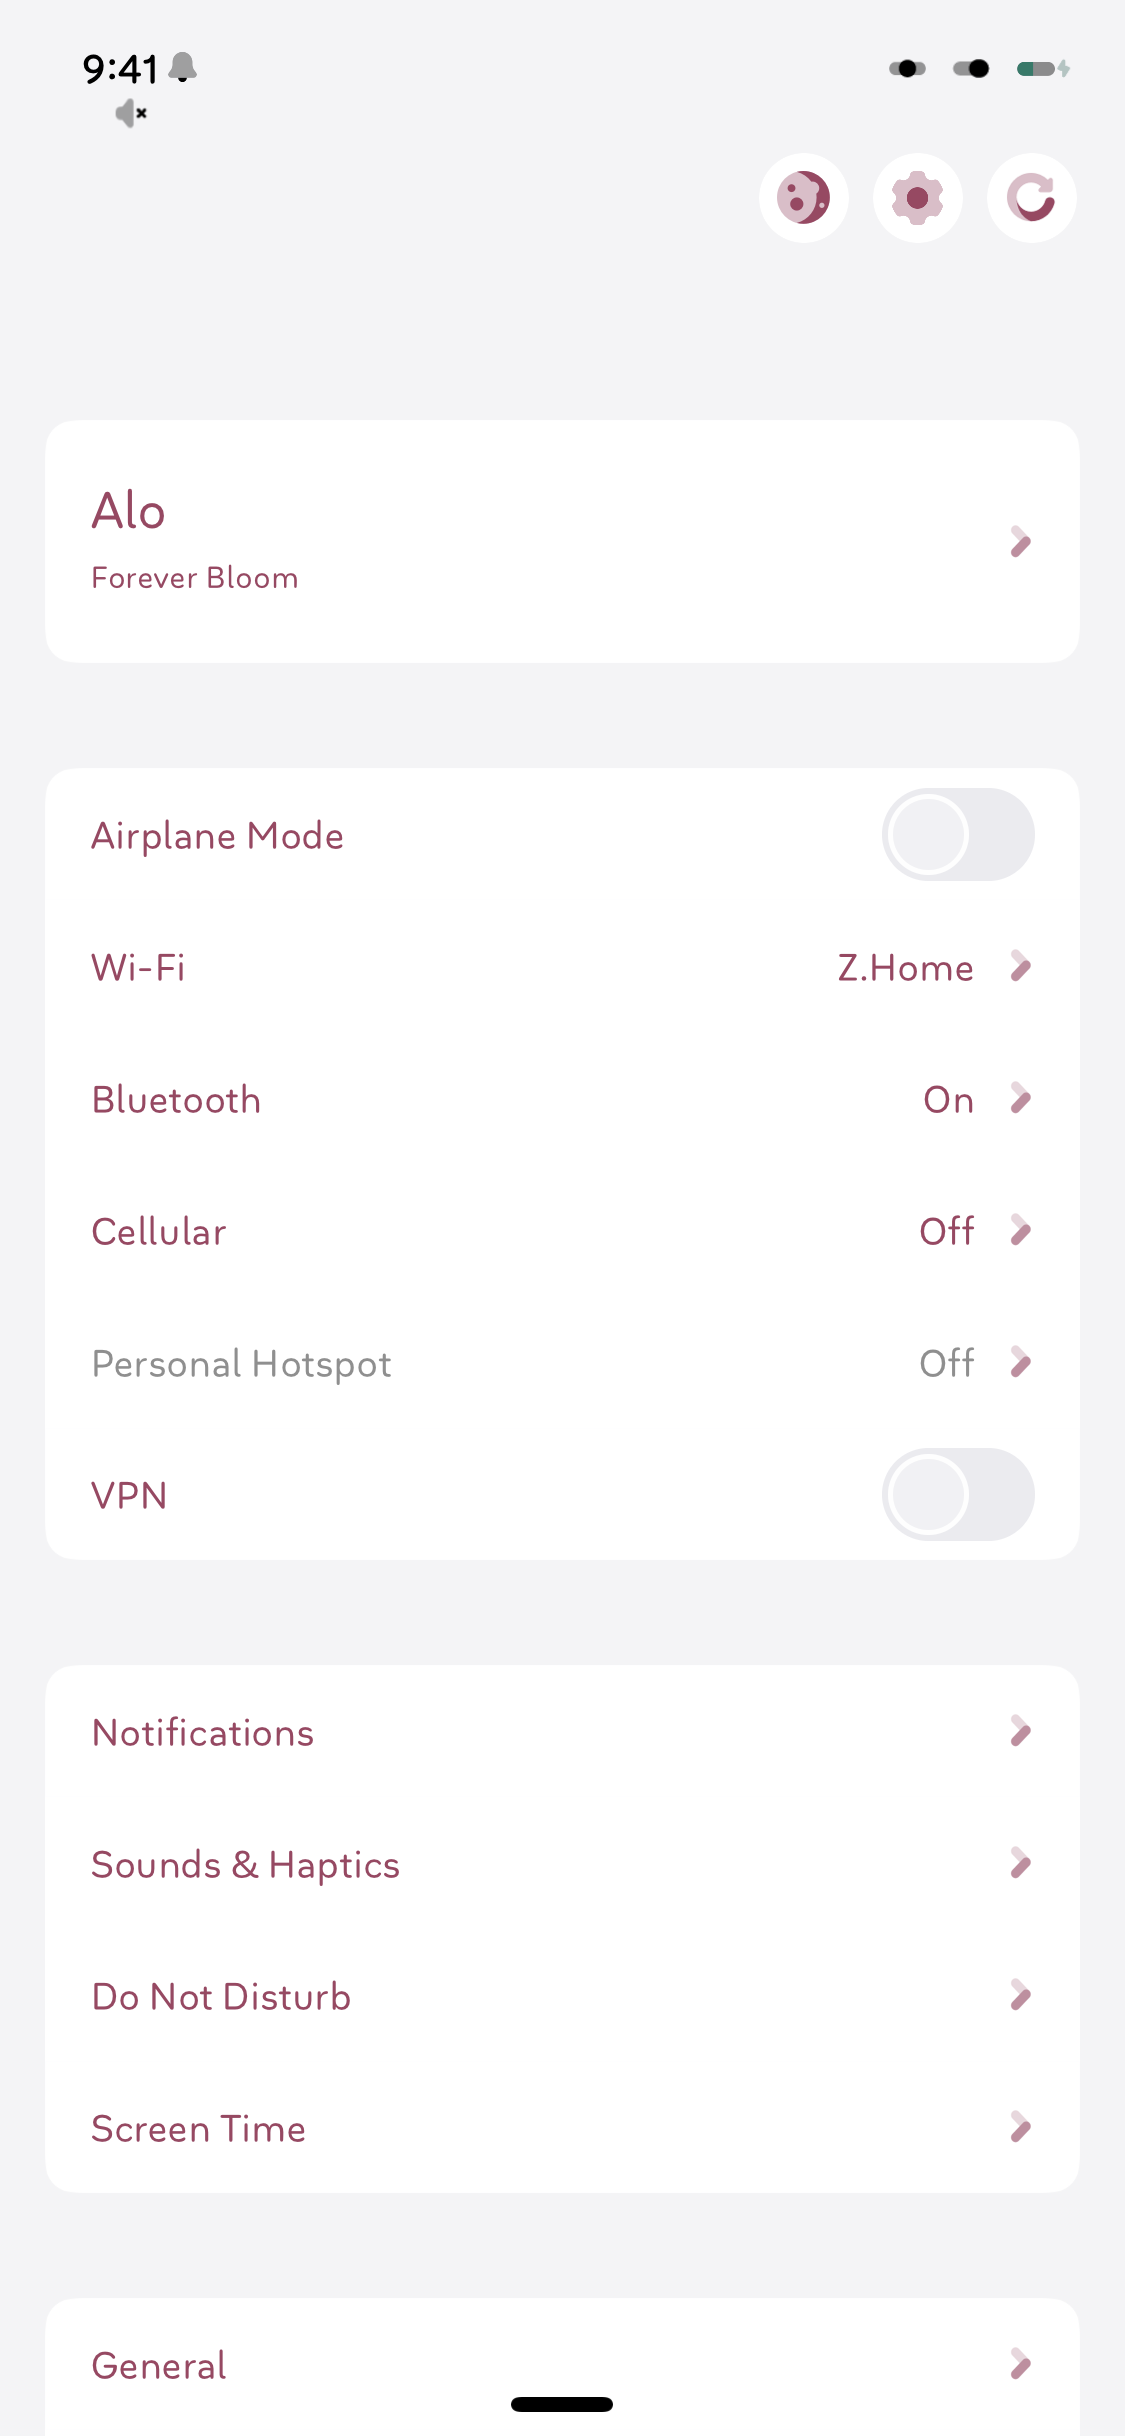 9:41
Alo
Forever Bloom
Airplane Mode
Wi-Fi Z.Home
Bluetooth On
Cellular Off
Personal Hotspot Off
VPN
Notifications
Sounds & Haptics
Do Not Disturb
Screen Time
General